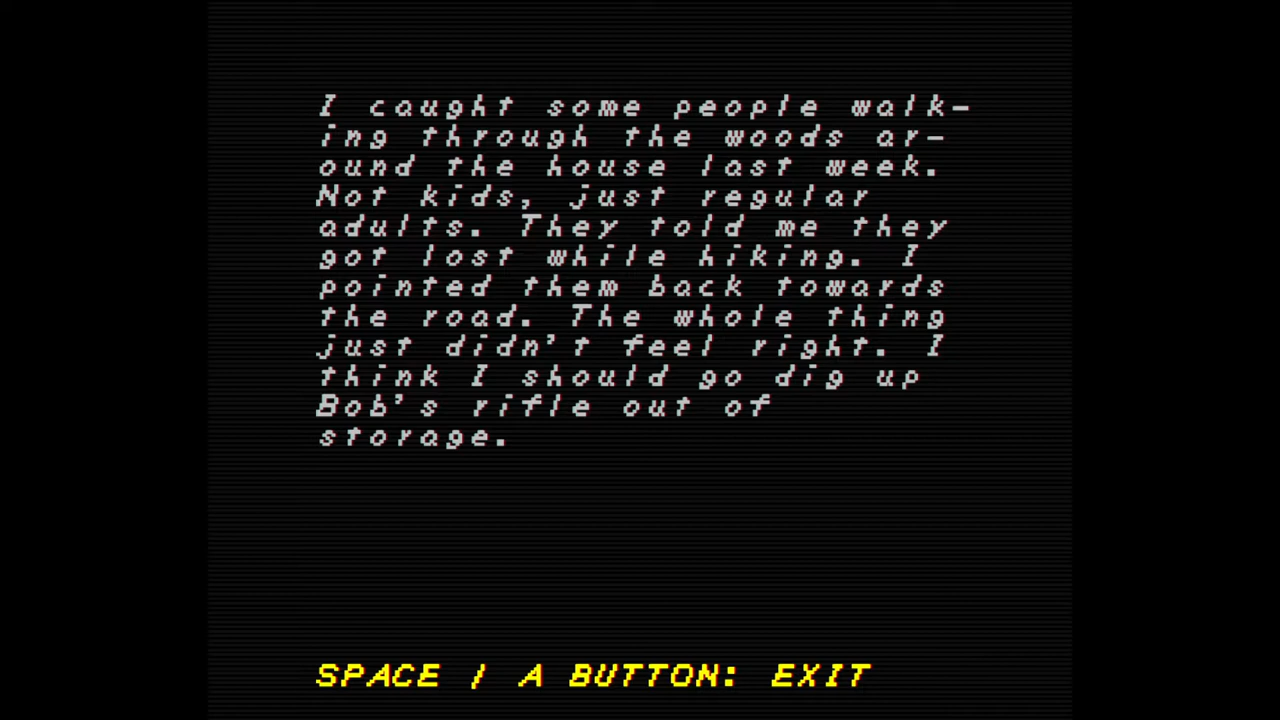 I caught some people walk-
ing through the woods ar-
ound the house last week.
Not kids, just regular
adults. They told me they
got lost while hiking. I
pointed them back towards
the road. The whole thing
just didn't feel right. I
think I should go dig up
Bob's rifle out of
storage.
SPACE / A BUTTON: EXIT